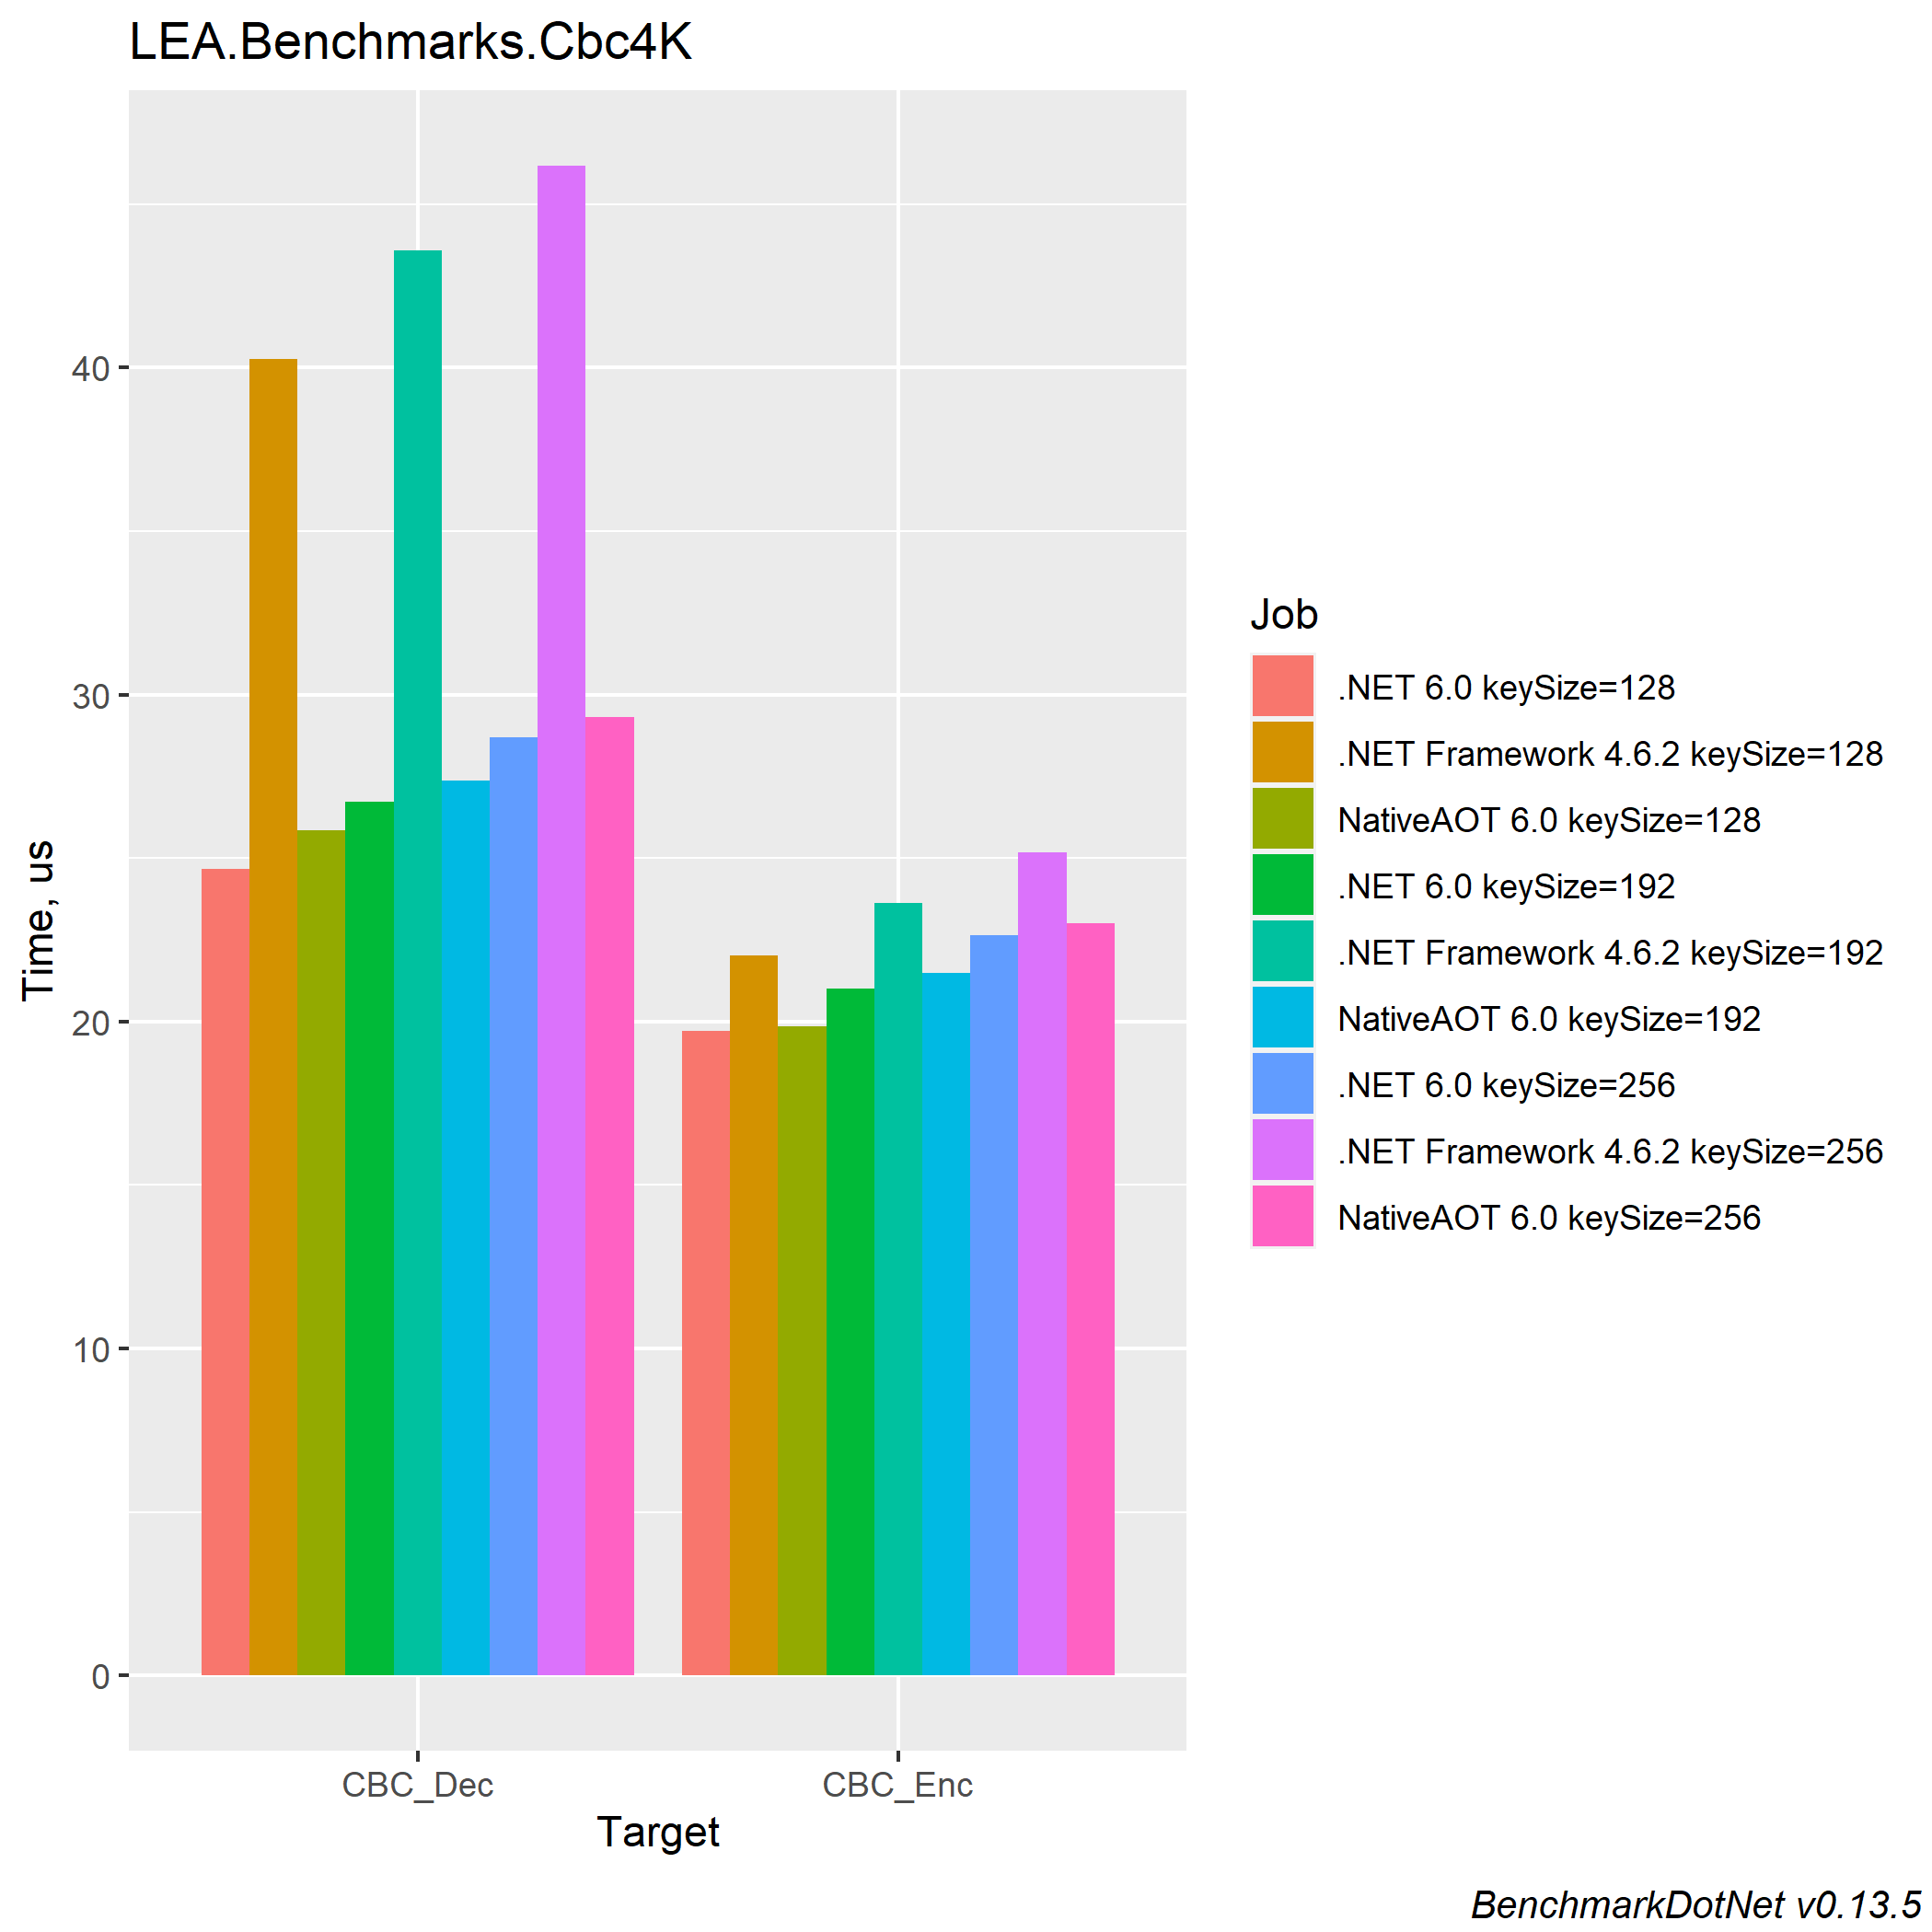 LEA.Benchmarks.Cbc4K
Time, us
40
30
20
10
0
CBC_Dec
CBC_Enc
Target
Job
.NET 6.0 keySize=128
.NET Framework 4.6.2 keySize=128
NativeAOT 6.0 keySize=128
.NET 6.0 keySize=192
.NET Framework 4.6.2 keySize=192
NativeAOT 6.0 keySize=192
.NET 6.0 keySize=256
.NET Framework 4.6.2 keySize=256
NativeAOT 6.0 keySize=256
BenchmarkDotNet v0.13.5